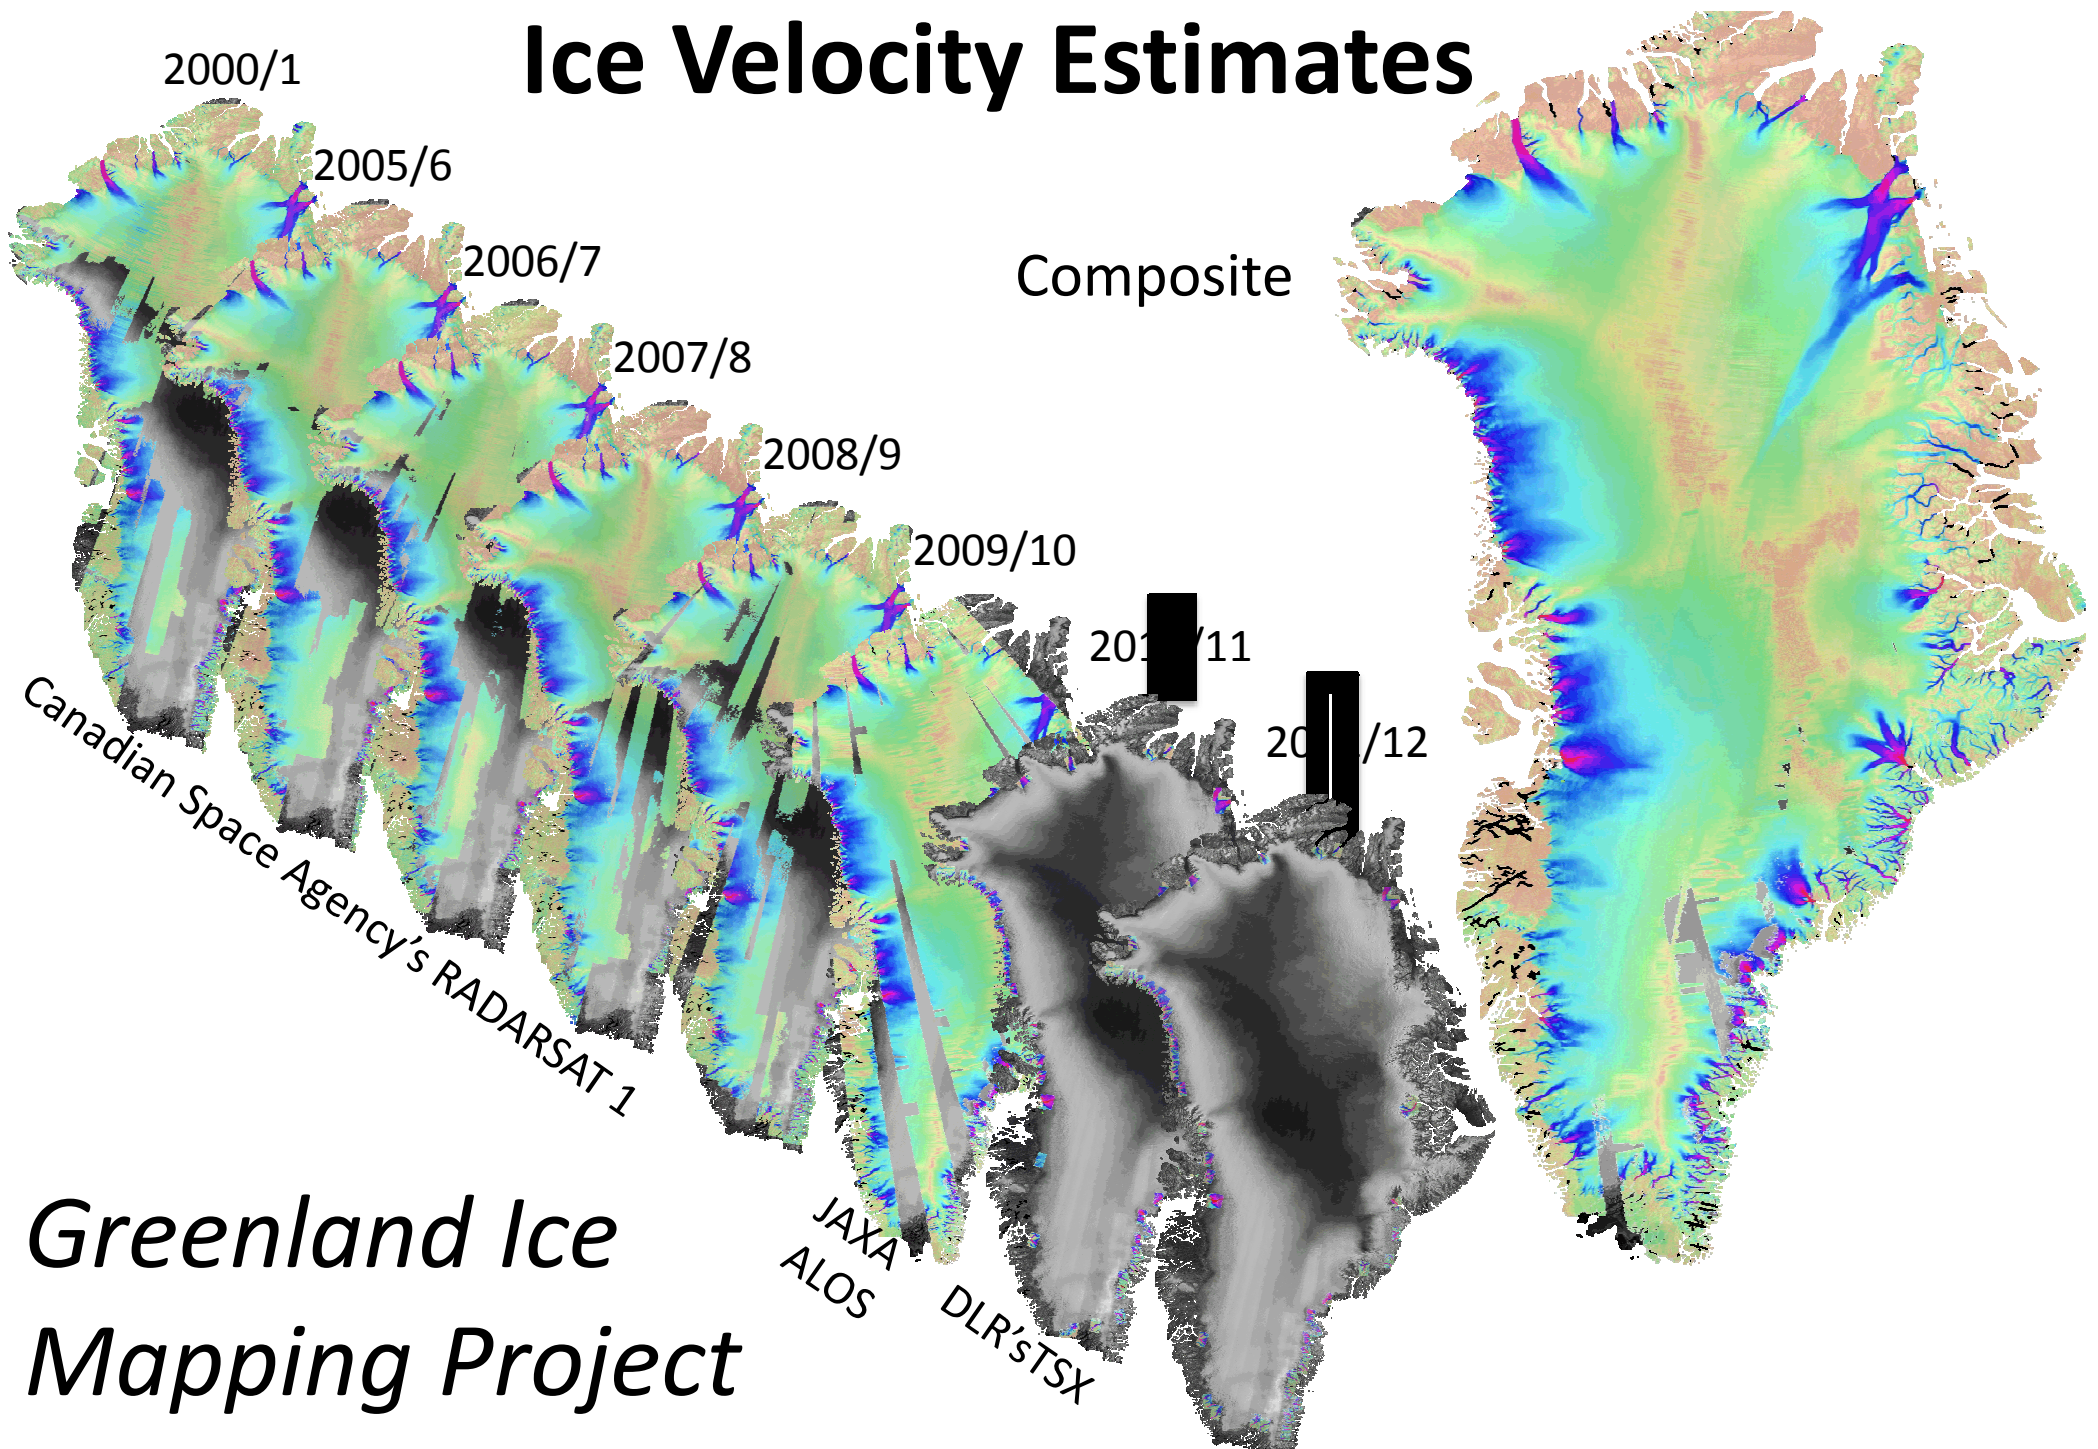 Ice Velocity Estimates
2000/1
2005/6
2006/7
2007/8
2008/9
2009/10
/11
/12
Composite
Canadian Space Agency’s RADARSAT 1
JAXA
ALOS
DLR’sTSX
Greenland Ice
Mapping Project